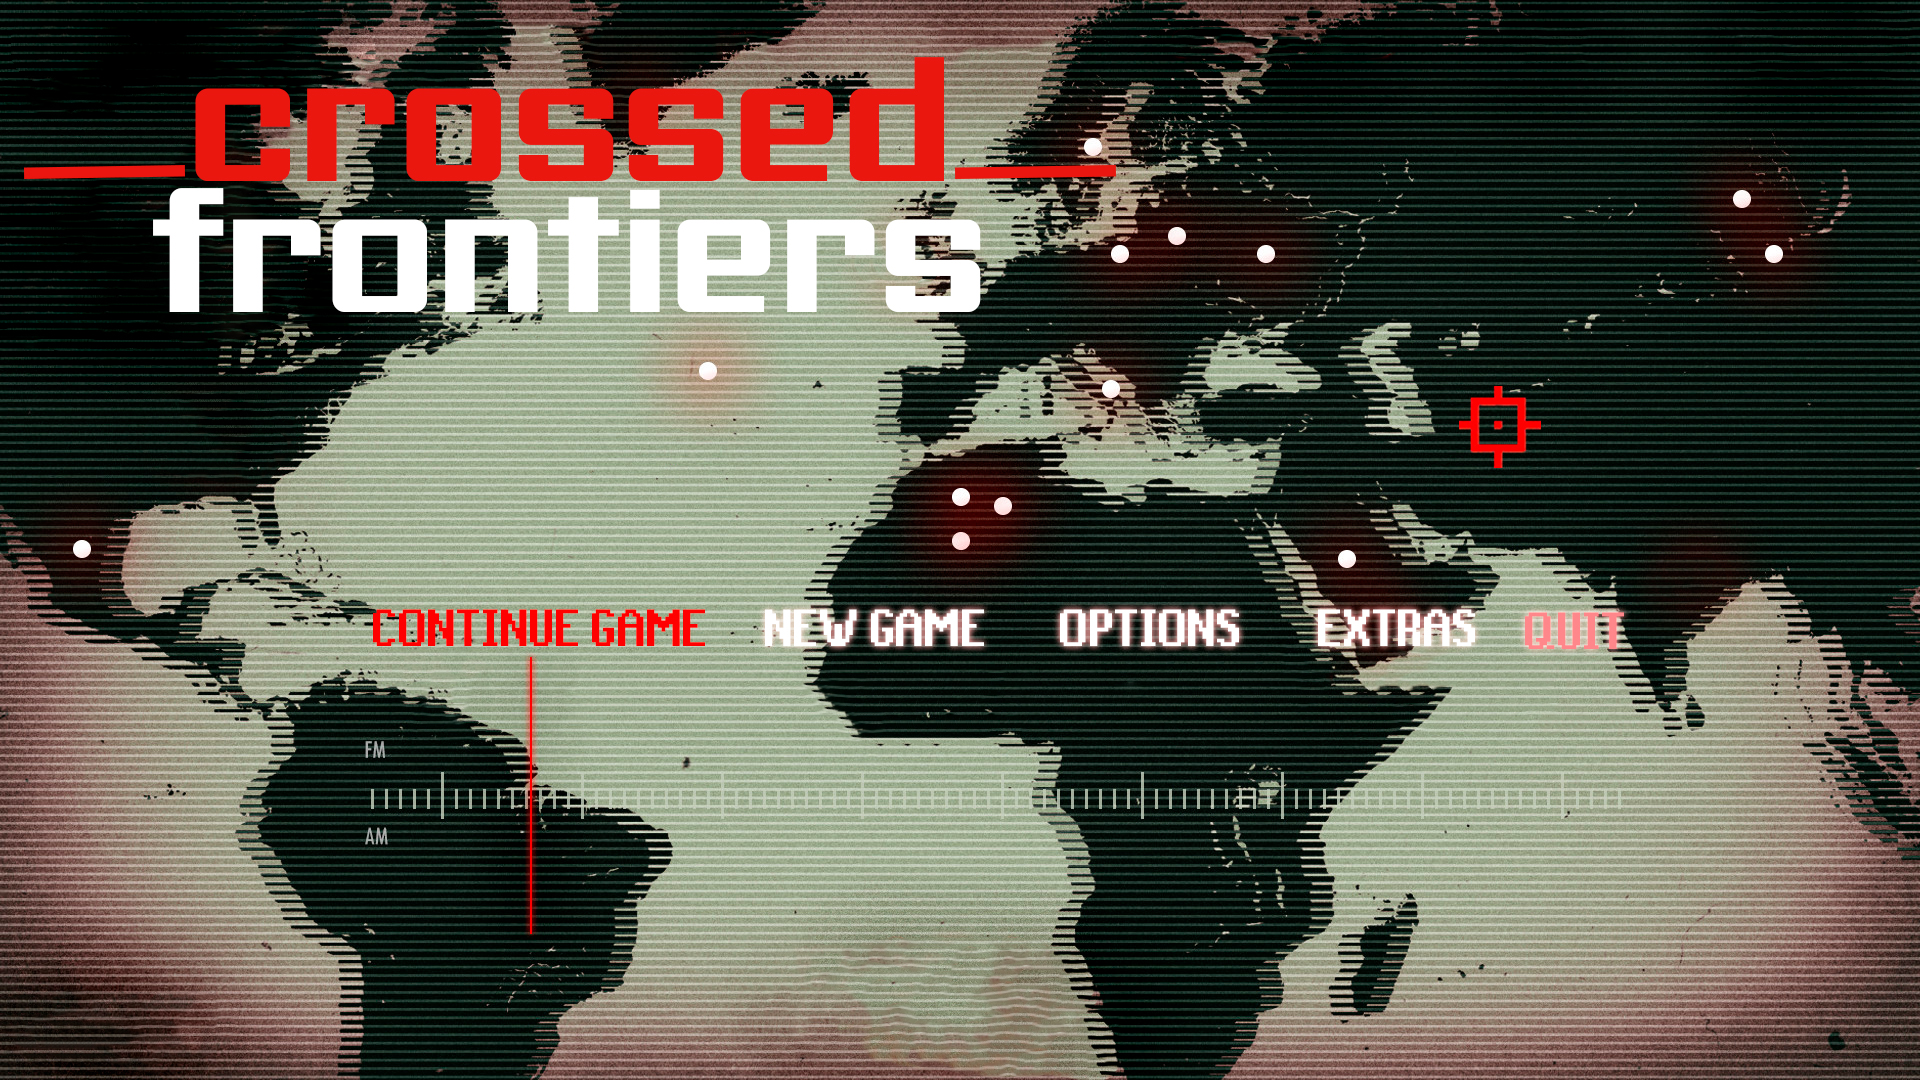 crossed
frontiers
CONTINUE GAME NEW GAME OPTIONS EXTRAS QUIT
FM
AM